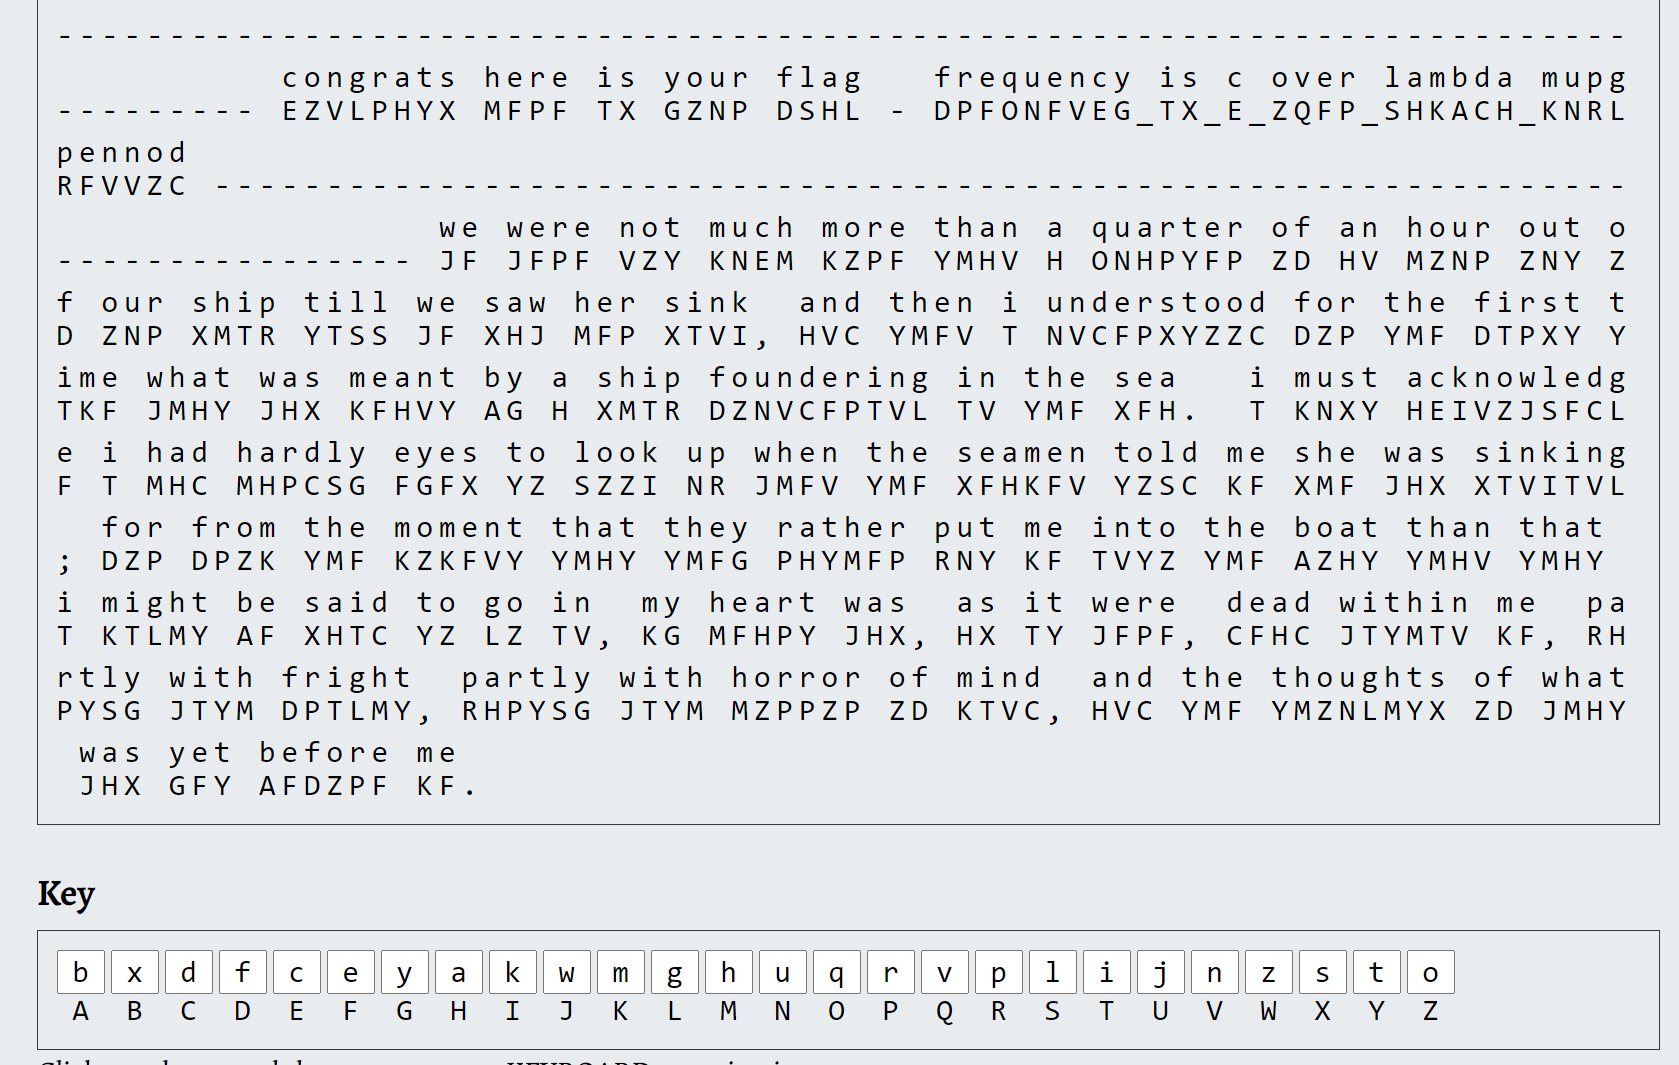 - - - - - - - - - - - - - - - - - - - - - - - - - - - - - - - - - - - - - - - - - - - - - - - - - - - - - - - - - - - - - - - - - - - - - -
congrats here is your flag   frequency is c over lambda mupg
- - - - - - - - - EZVLPHYX MFPF TX GZNP DSHL - DPFONFVEG_TX_E_ZQFP_SHKACH_KNRL
pennod
RFVVZC - - - - - - - - - - - - - - - - - - - - - - - - - - - - - - - - - - - - - - - - - - - - - - - - - - - - - - - - - - - - - - -
we were not much more than a quarter of an hour out o
- - - - - - - - - - - - - - - - JF JFPF VZY KNEM KZPF YMHV H ONHPYFP ZD HV MZNP ZNY Z
f our ship till we saw her sink  and then i understood for the first t
D ZNP XMTR YTSS JF XHJ MFP XTVI, HVC YMFV T NVCFPXYZZC DZP YMF DTPXY Y
ime what was meant by a ship foundering in the sea   i must acknowledg
TKF JMHY JHX KFHVY AG H XMTR DZNVCFPTVL TV YMF XFH.  T KNXY HEIVZJSFCL
e i had hardly eyes to look up when the seamen told me she was sinking
F T MHC MHPCSG FGFX YZ SZZI NR JMFV YMF XFHKFV YZSC KF XMF JHX XTVITVL
for from the moment that they rather put me into the boat than that
; DZP DPZK YMF KZKFVY YMHY YMFG PHYMFP RNY KF TVYZ YMF AZHY YMHV YMHY
i might be said to go in  my heart was  as it were  dead within me  pa
T KTLMY AF XHTC YZ LZ TV, KG MFHPY JHX, HX TY JFPF, CFHC JTYMTV KF, RH
rtly with fright  partly with horror of mind  and the thoughts of what
PYSG JTYM DPTLMY, RHPYSG JTYM MZPPZP ZD KTVC, HVC YMF YMZNLMYX ZD JMHY
was yet before me
JHX GFY AFDZPF KF.
Key
b x d f c e y a k w m g h u q r v p l i j n z s t o
A B C D E F G H I J K L M N O P Q R S T U V W X Y Z